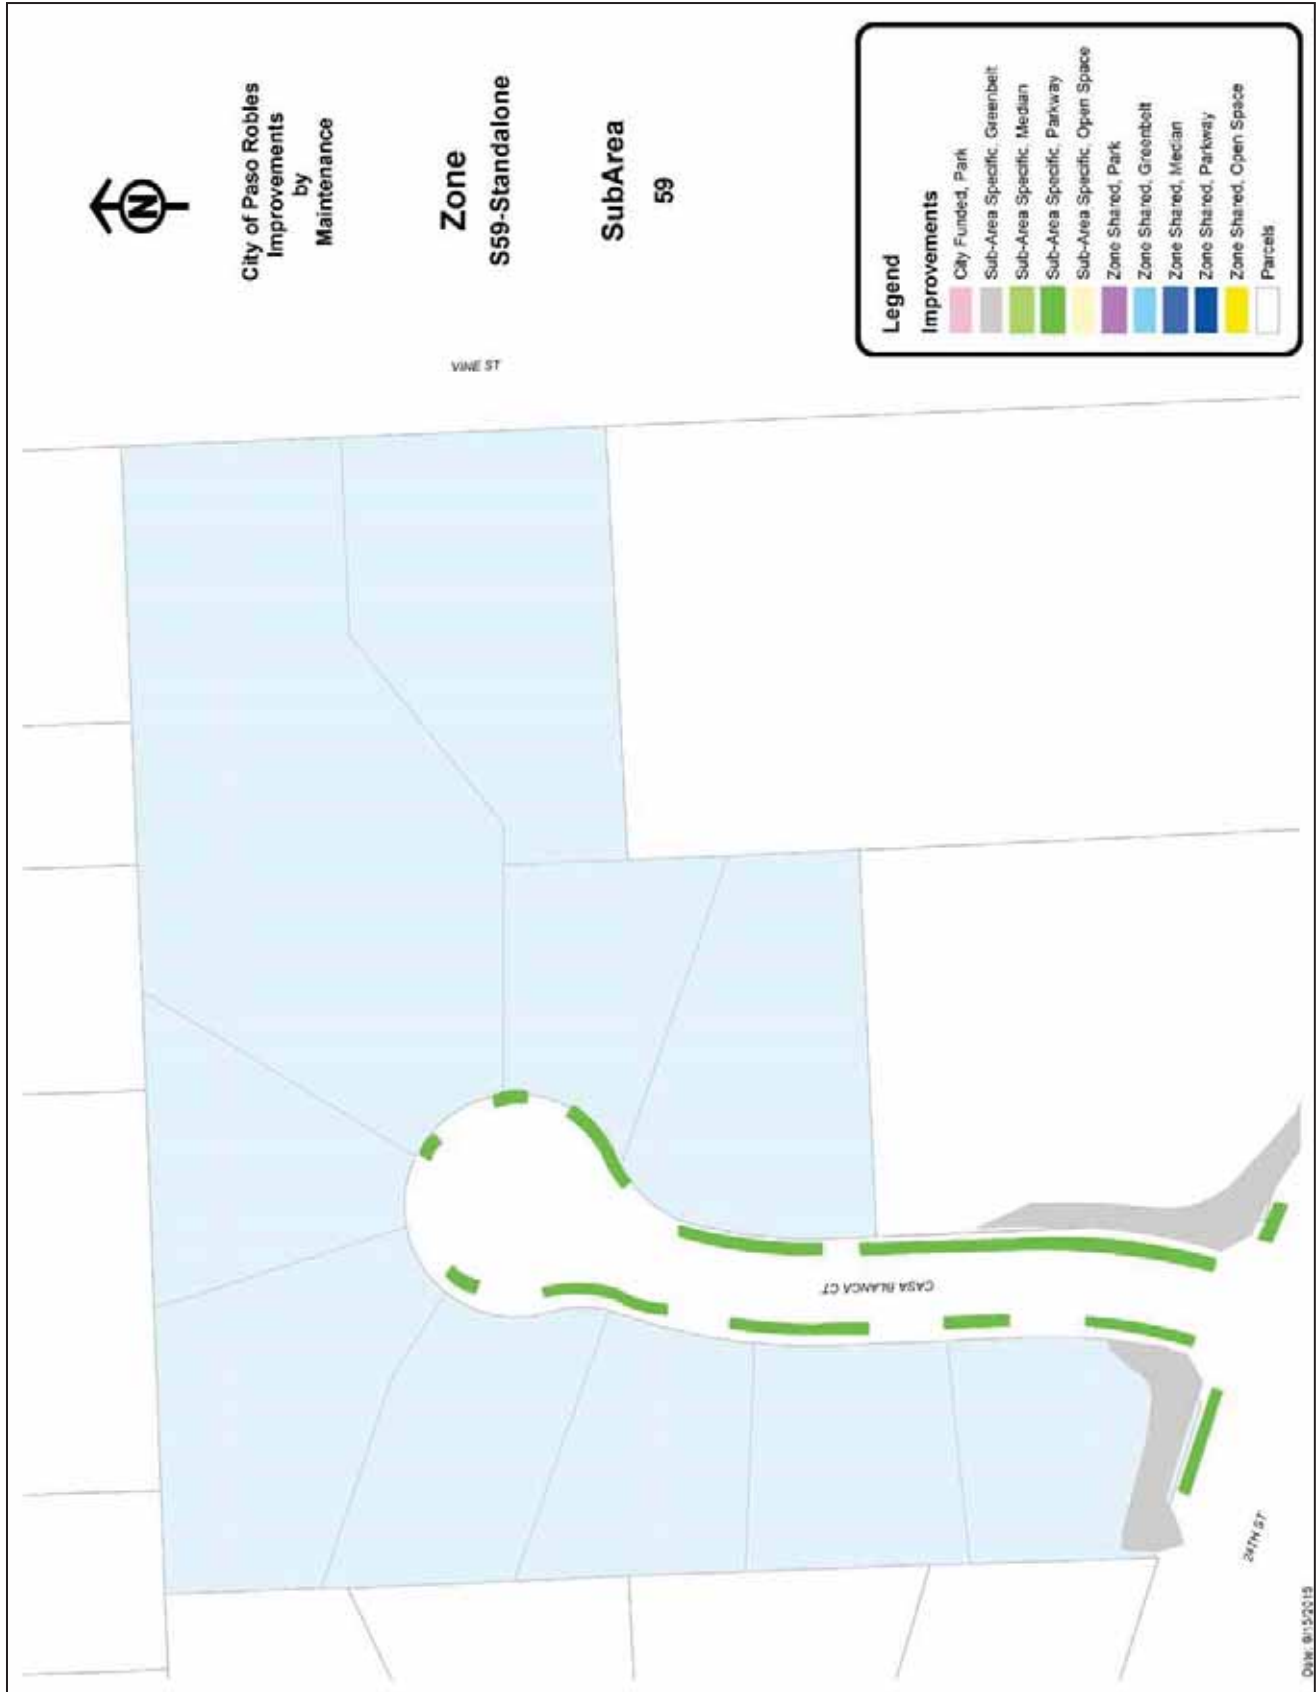 N
City of Paso Robles
Improvements
by
Maintenance
Zone
S59-Standalone
SubArea
59
VINE ST
CASA BLANCA CT
24TH ST
Legend
Improvements
City Funded, Park
Sub-Area Specific, Greenbelt
Sub-Area Specific, Median
Sub-Area Specific, Parkway
Sub-Area Specific, Open Space
Zone Shared, Park
Zone Shared, Greenbelt
Zone Shared, Median
Zone Shared, Parkway
Zone Shared, Open Space
Parcels
Date: